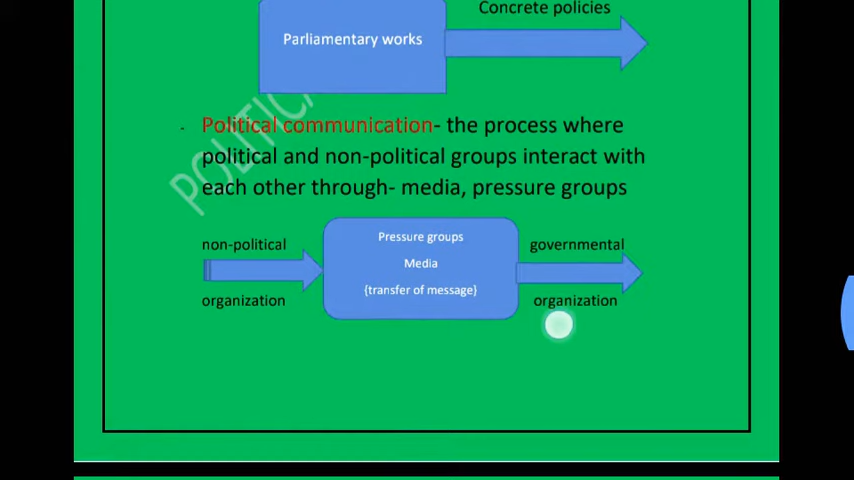 Concrete policies
Parliamentary works
POLITICA
- Political communication- the process where
political and non-political groups interact with
each other through- media, pressure groups
non-political
Pressure groups
governmental
Media
{transfer of message}
organization
organization